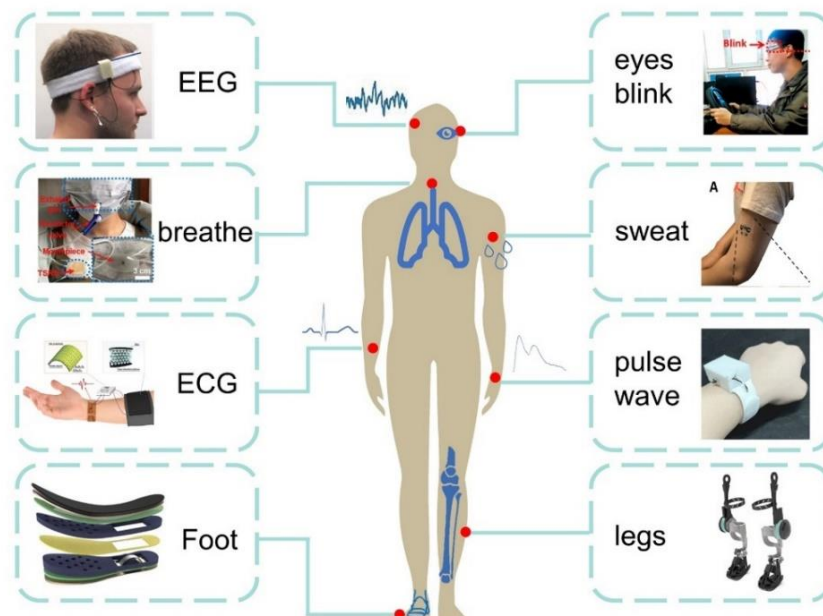 EEG
eyes
blink
Blink
breathe
sweat
A
ECG
pulse
wave
Foot
legs